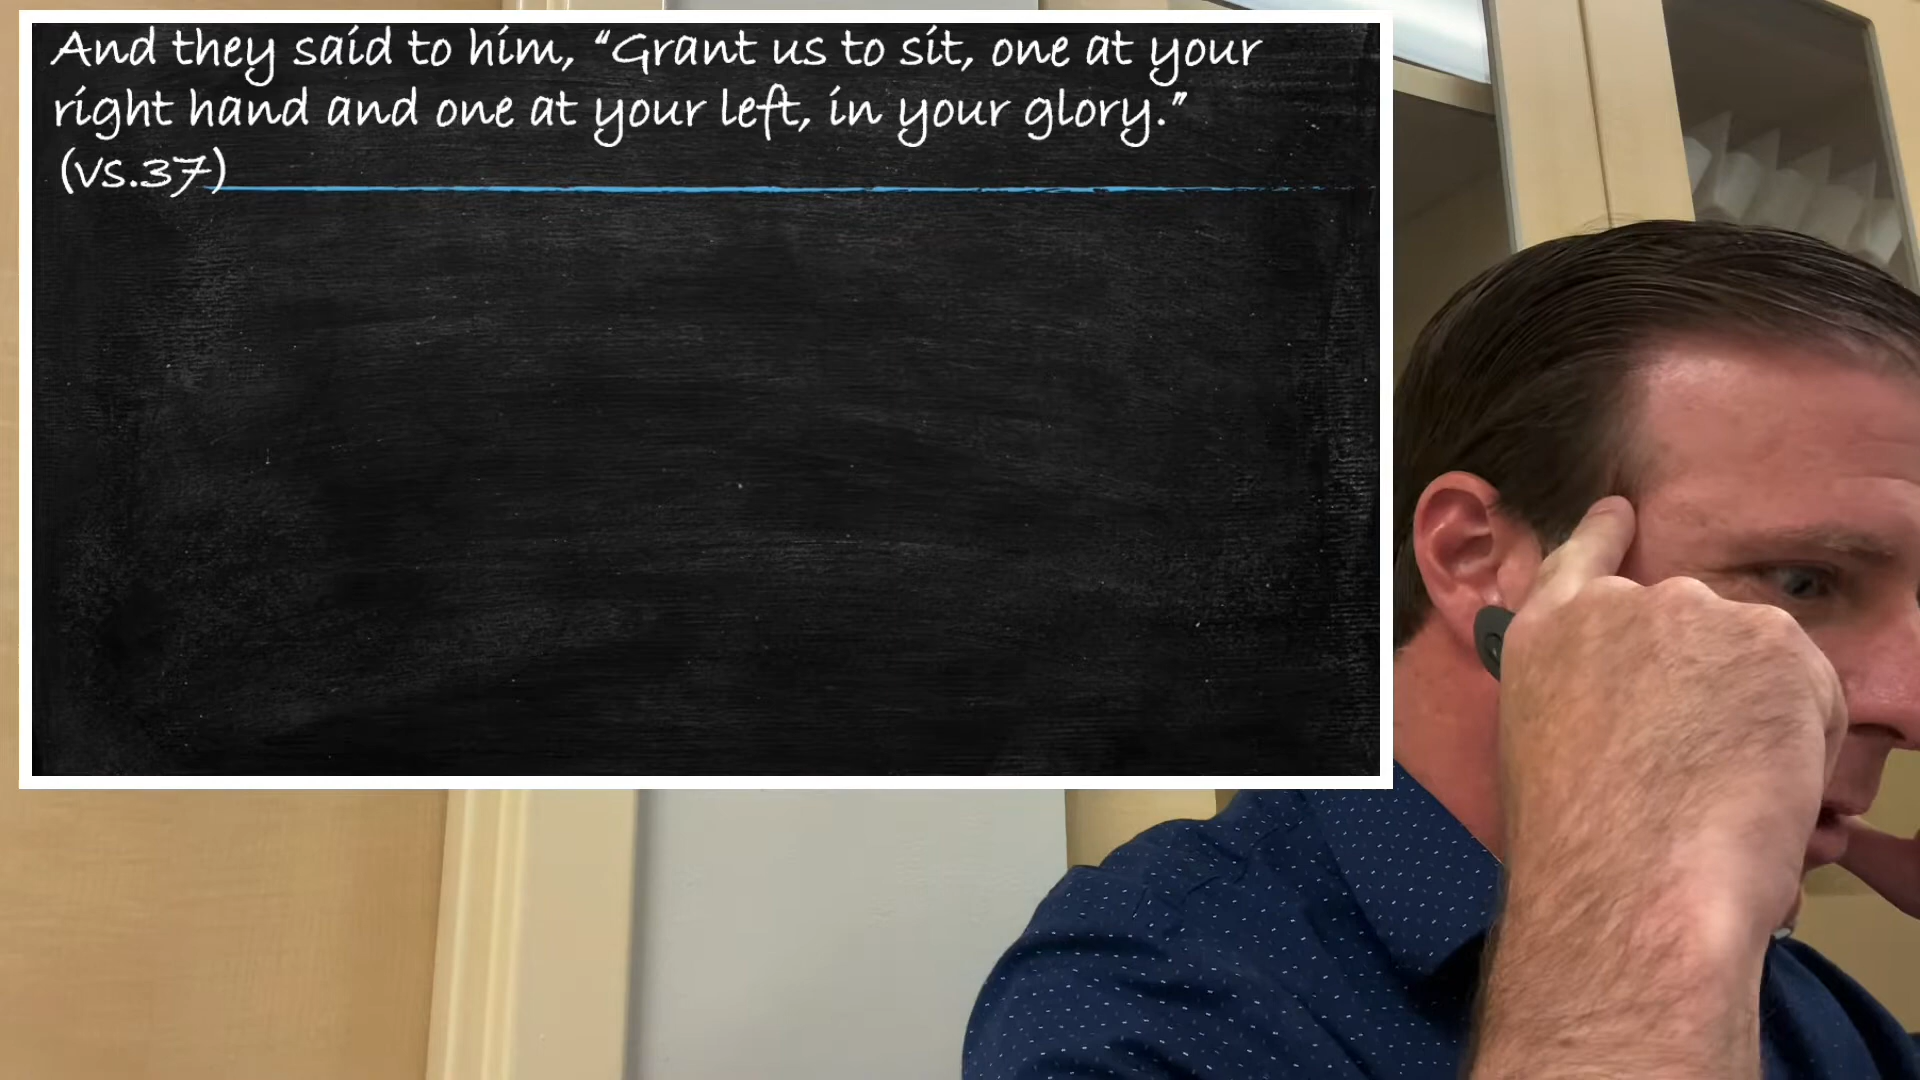 And they said to him, “Grant us to sit, one at your
right hand and one at your left, in your glory.”
(vs.37)